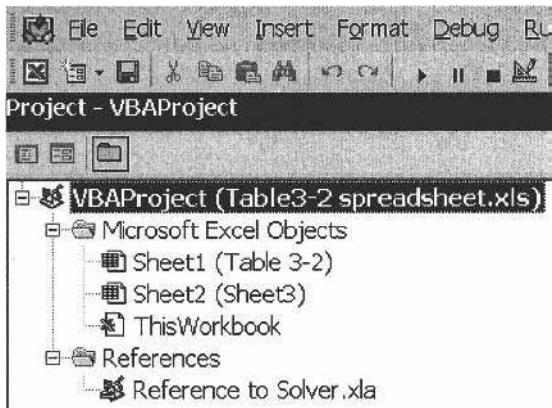 File Edit View Insert Format Debug Ru
Project - VBAProject
VBAProject (Table3-2 spreadsheet.xls)
Microsoft Excel Objects
Sheet1 (Table 3-2)
Sheet2 (Sheet3)
ThisWorkbook
References
Reference to Solver.xla